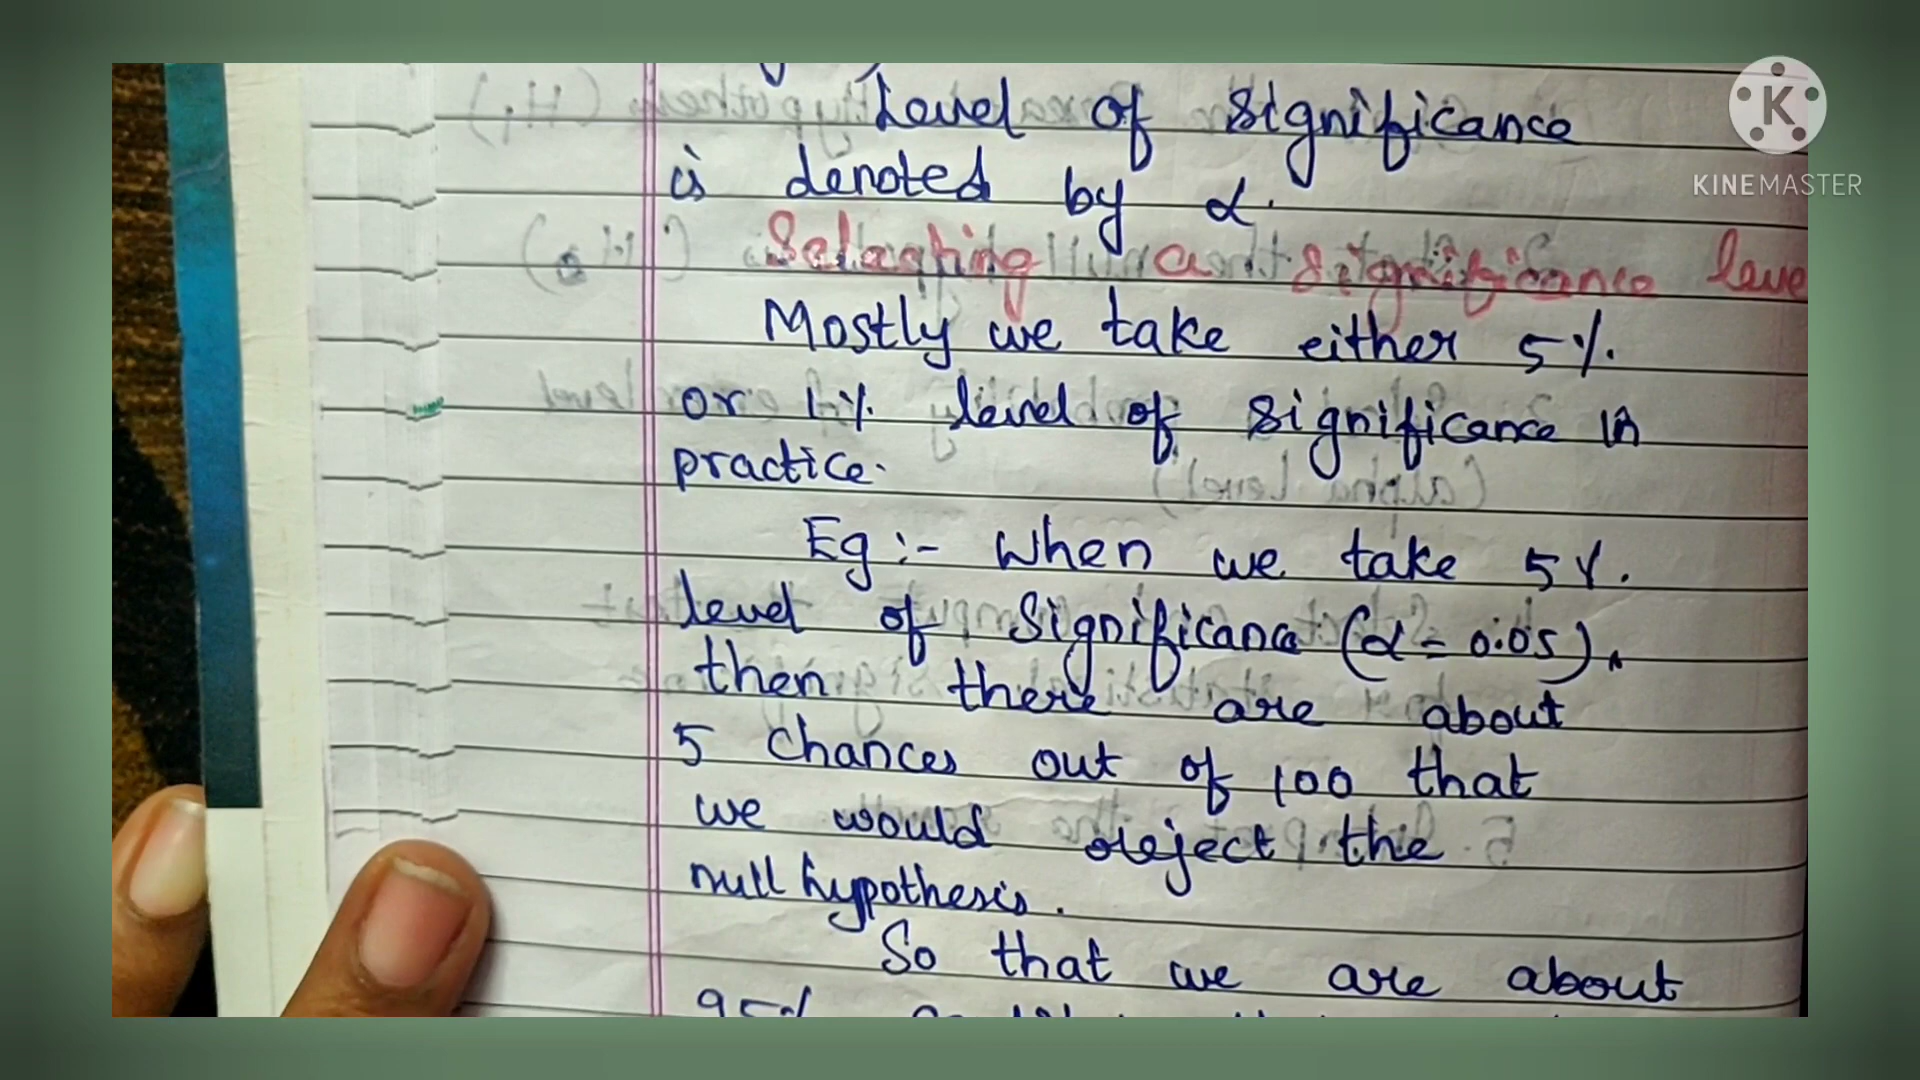 Level of significance
is denoted by α.
Selecting a significance leve
Mostly we take either 5%
or 1% level of significance in
practice.
Eg :- When we take 5%.
level of Significance (α = 0.05),
then there are about
5 chances out of 100 that
we would reject the
null hypothesis.
So that we are about
95%
K
KINEMASTER